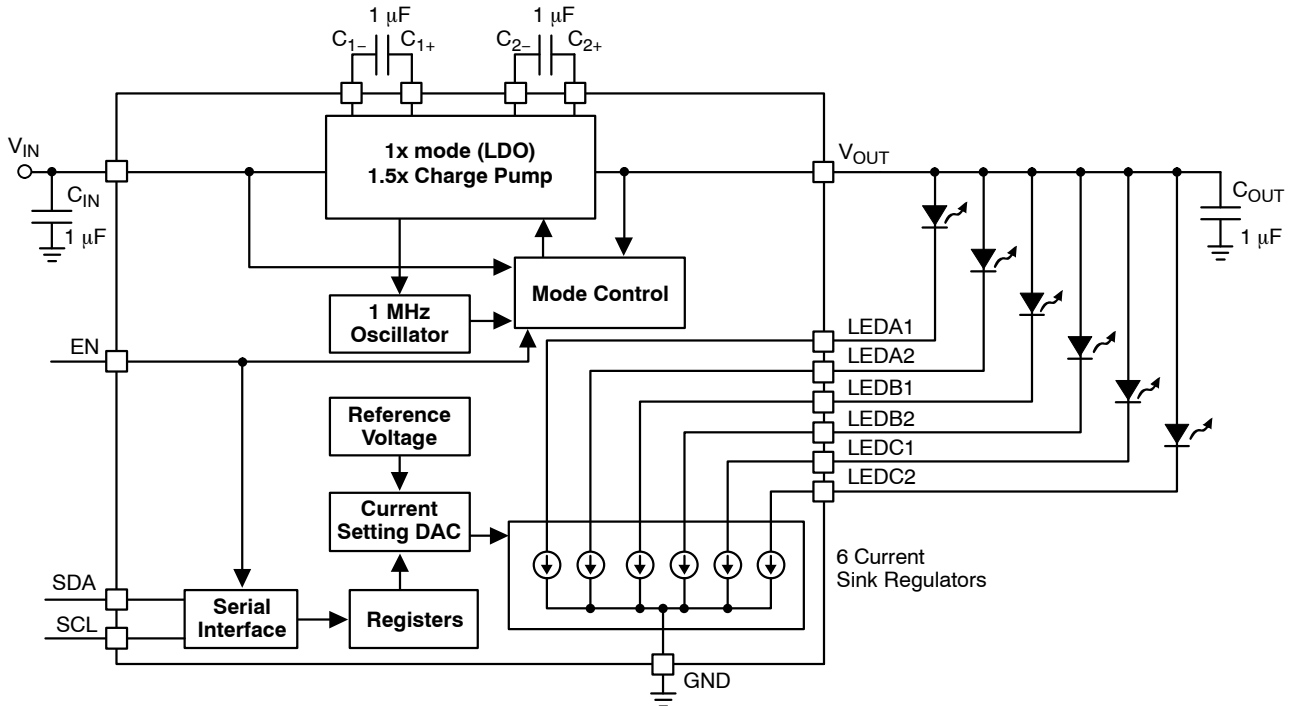 1 μF
1 μF
C1− C1+ C2− C2+
VIN
CIN
1 μF
1x mode (LDO)
1.5x Charge Pump
VOUT
COUT
1 μF
1 MHz
Oscillator
Mode Control
EN
LEDA1
LEDA2
LEDB1
LEDB2
LEDC1
LEDC2
Reference
Voltage
Current
Setting DAC
6 Current
Sink Regulators
SDA
SCL
Serial
Interface
Registers
GND